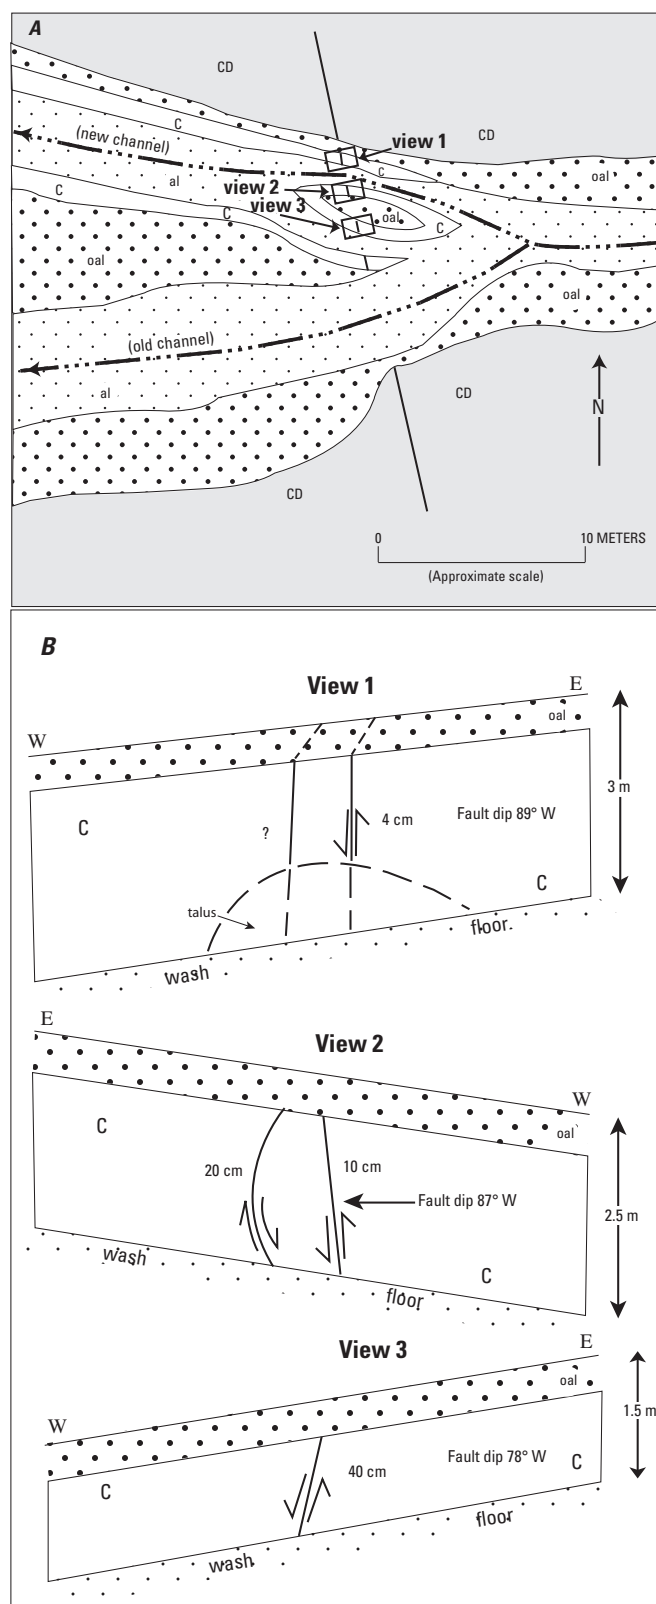 A
CD
(new channel)
C
view 1
CD
C
oal
al
view 2
C
C
view 3
oal
C
oal
oal
(old channel)
al
CD
N
CD
0
10 METERS
(Approximate scale)
B
View 1
E
W
oal
3 m
C
?
4 cm
Fault dip 89° W
C
talus
floor
wash
E
View 2
W
C
oal
20 cm
10 cm
Fault dip 87° W
2.5 m
wash
C
floor
View 3
E
W
oal
1.5 m
C
40 cm
Fault dip 78° W
C
floor
wash